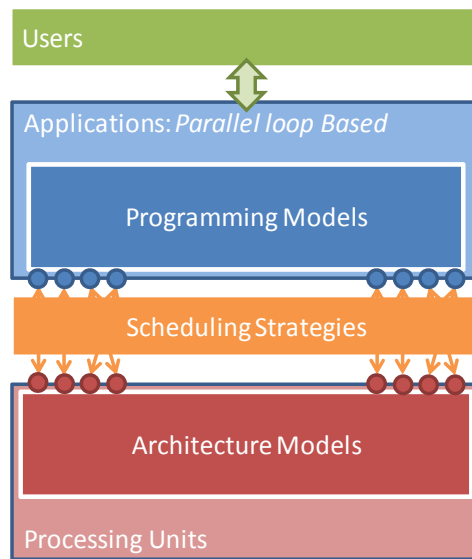 Users
Applications: Parallel loop Based
Programming Models
Scheduling Strategies
Architecture Models
Processing Units